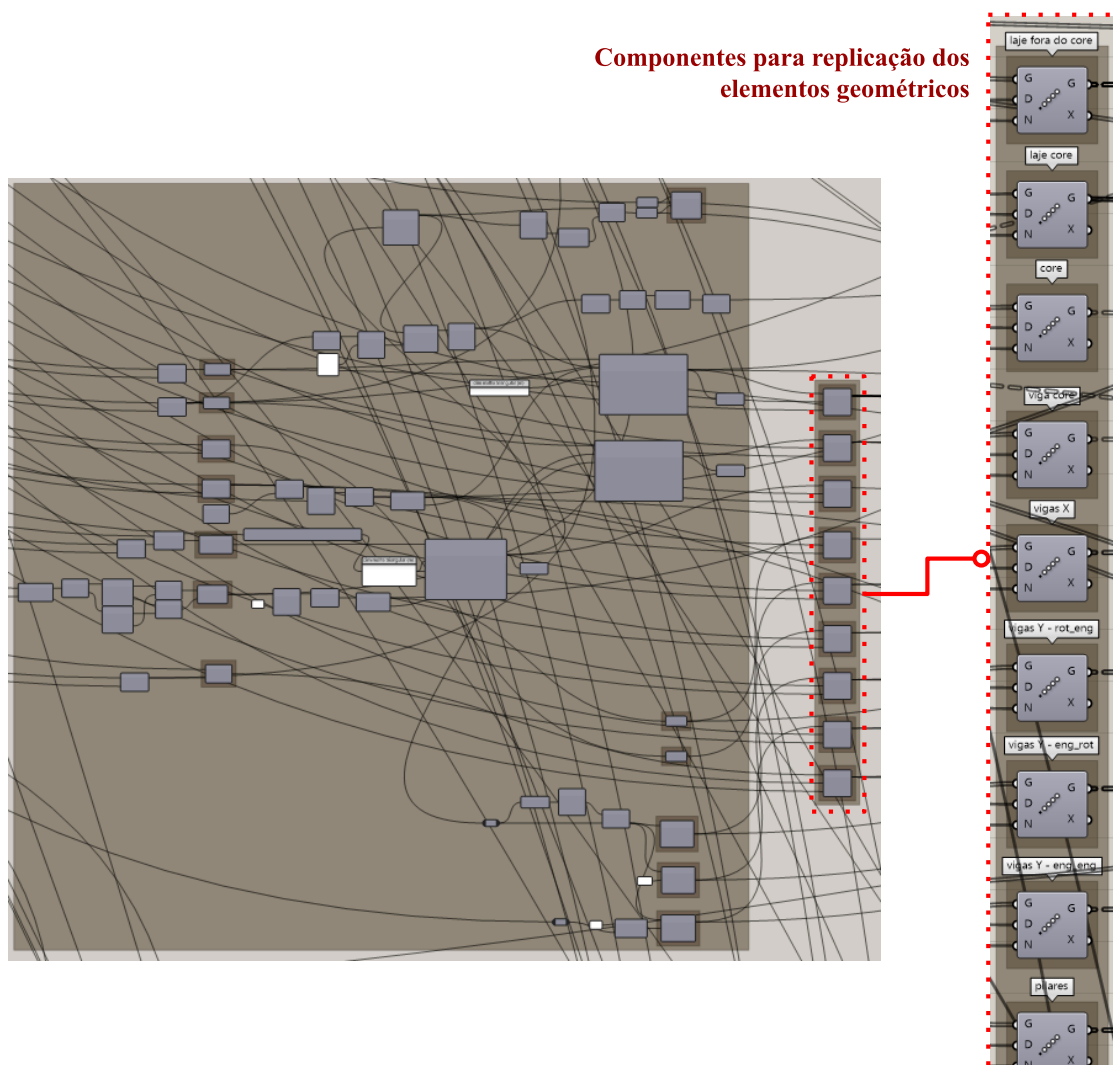 Componentes para replicação dos
elementos geométricos
laje fora do core
G G
D
N X
laje core
G G
D
N X
core
G G
D
N X
viga core
G G
D
N X
vigas X
G G
D
N X
vigas Y - rot_eng
G G
D
N X
vigas Y - eng_rot
G G
D
N X
vigas Y - eng_eng
G G
D
N X
pilares
G G
D
N X